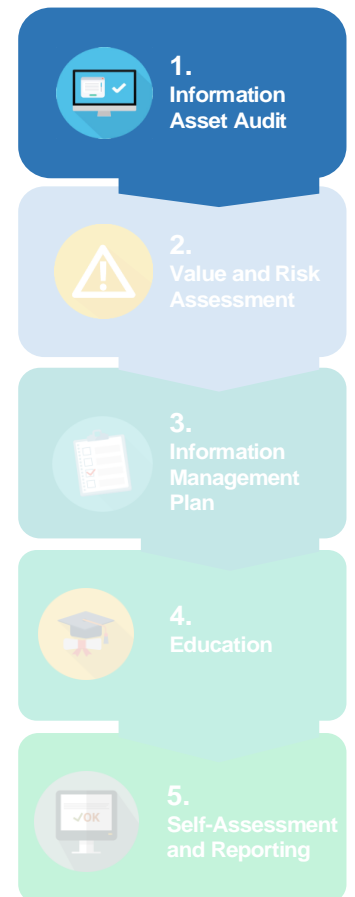 1.
Information
Asset Audit
2.
Value and Risk
Assessment
3.
Information
Management
Plan
4.
Education
√OK
5.
Self-Assessment
and Reporting